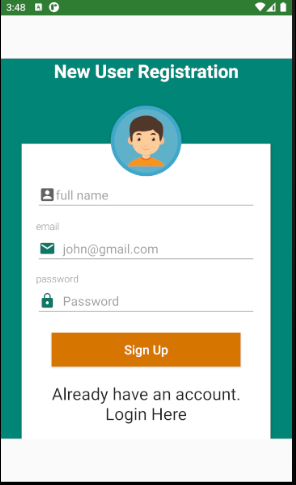 3:48
New User Registration
full name
email
john@gmail.com
password
Password
Sign Up
Already have an account.
Login Here